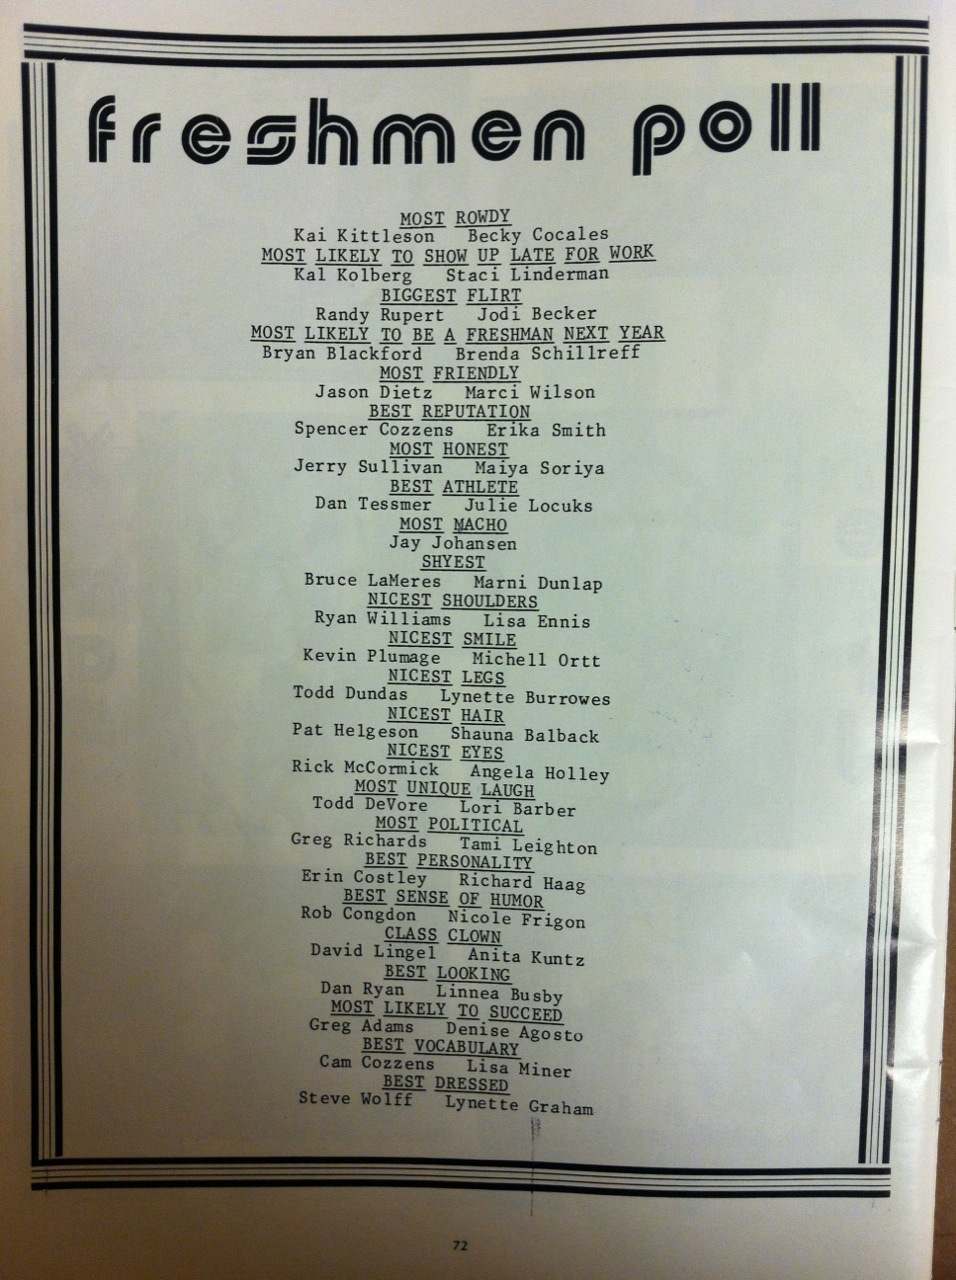 freshmen poll
MOST ROWDY
Kai Kittleson Becky Cocales
MOST LIKELY TO SHOW UP LATE FOR WORK
Kal Kolberg Staci Linderman
BIGGEST FLIRT
Randy Rupert Jodi Becker
MOST LIKELY TO BE A FRESHMAN NEXT YEAR
Bryan Blackford Brenda Schillreff
MOST FRIENDLY
Jason Dietz Marci Wilson
BEST REPUTATION
Spencer Cozzens Erika Smith
MOST HONEST
Jerry Sullivan Maiya Soriya
BEST ATHLETE
Dan Tessmer Julie Locuks
MOST MACHO
Jay Johansen
SHYEST
Bruce LaMeres Marni Dunlap
NICEST SHOULDERS
Ryan Williams Lisa Ennis
NICEST SMILE
Kevin Plumage Michell Ortt
NICEST LEGS
Todd Dundas Lynette Burrowes
NICEST HAIR
Pat Helgeson Shauna Balback
NICEST EYES
Rick McCormick Angela Holley
MOST UNIQUE LAUGH
Todd DeVore Lori Barber
MOST POLITICAL
Greg Richards Tami Leighton
BEST PERSONALITY
Erin Costley Richard Haag
BEST SENSE OF HUMOR
Rob Congdon Nicole Frigon
CLASS CLOWN
David Lingel Anita Kuntz
BEST LOOKING
Dan Ryan Linnea Busby
MOST LIKELY TO SUCCEED
Greg Adams Denise Agosto
BEST VOCABULARY
Cam Cozzens Lisa Miner
BEST DRESSED
Steve Wolff Lynette Graham
72